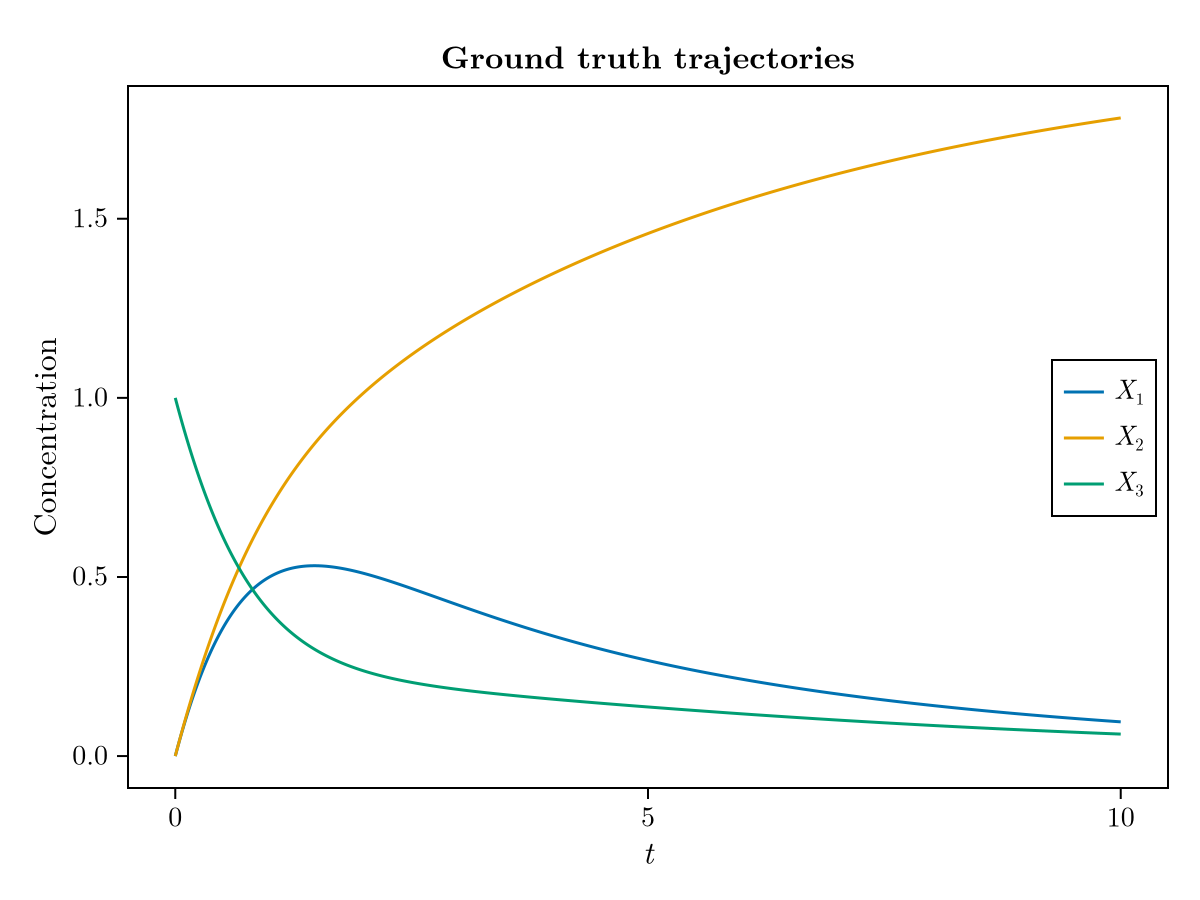 Ground truth trajectories
Concentration
1.5
1.0
0.5
0.0
0
5
10
t
X₁
X₂
X₃